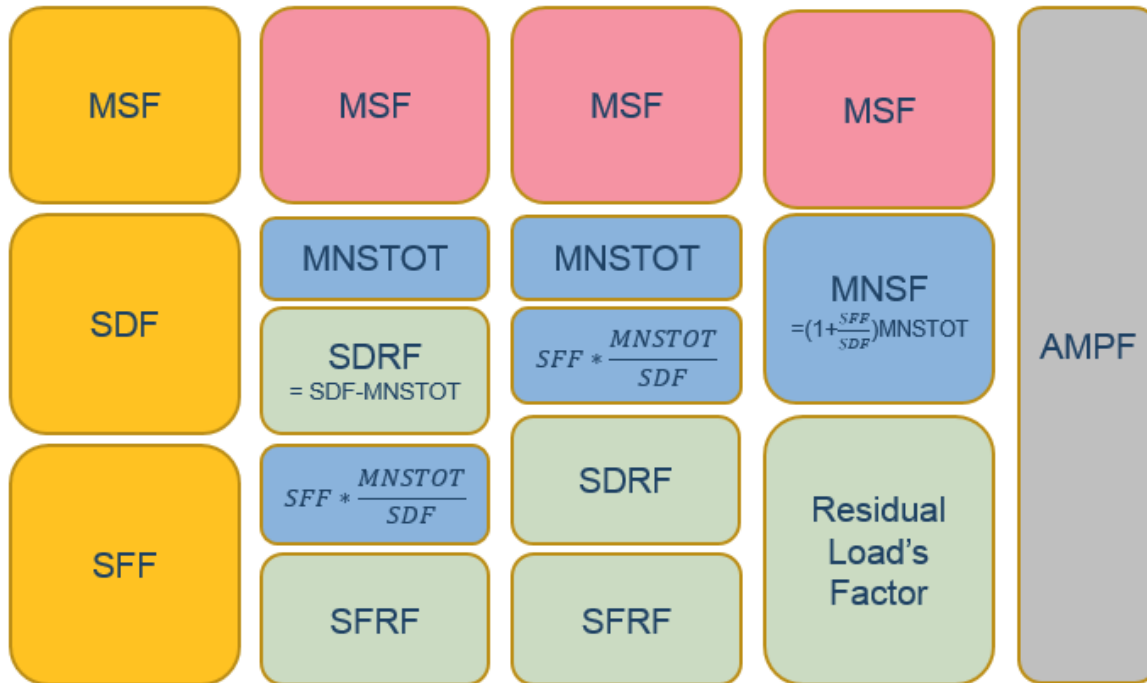 MSF
SDF
SFF
MSF
MNSTOT
SDRF
= SDF-MNSTOT
SFF * MNSTOT/SDF
SFRF
MSF
MNSTOT
SFF * MNSTOT/SDF
SDRF
SFRF
MSF
MNSF
=(1+SFF/SDF)MNSTOT
Residual
Load's
Factor
AMPF